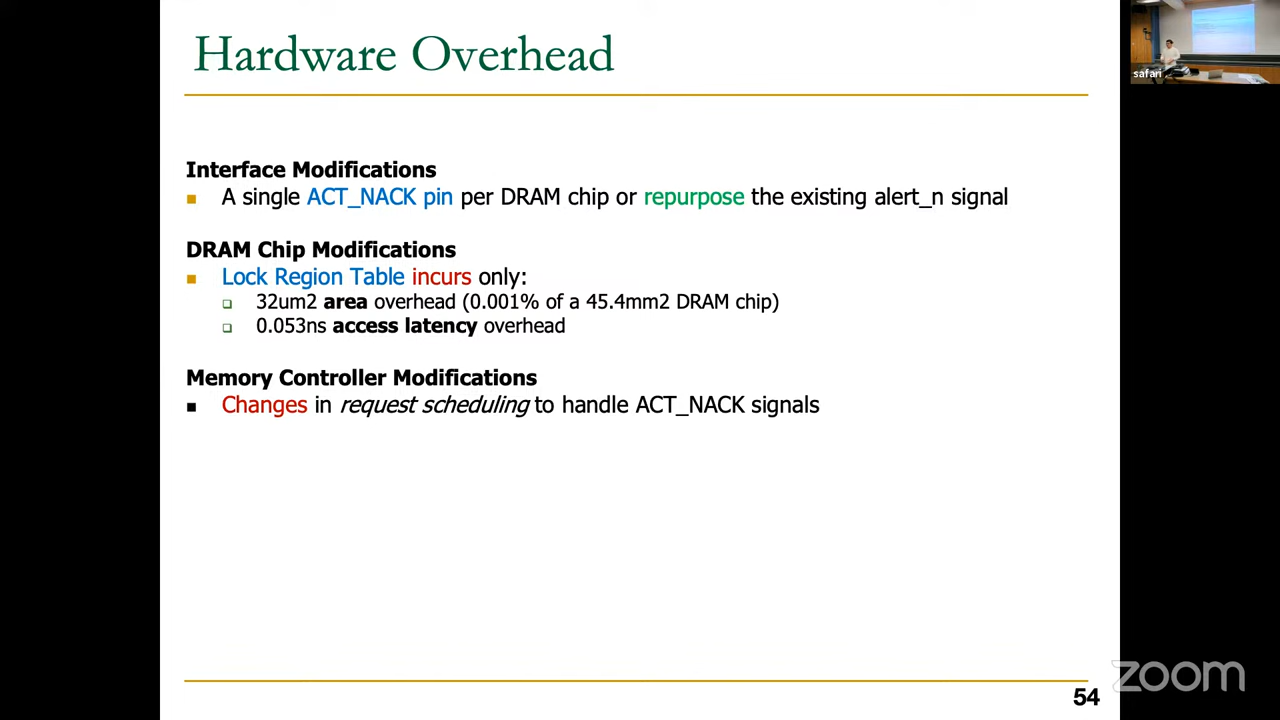 Hardware Overhead
safari
Interface Modifications
A single ACT_NACK pin per DRAM chip or repurpose the existing alert_n signal
DRAM Chip Modifications
Lock Region Table incurs only:
32um2 area overhead (0.001% of a 45.4mm2 DRAM chip)
0.053ns access latency overhead
Memory Controller Modifications
Changes in request scheduling to handle ACT_NACK signals
zoom
54